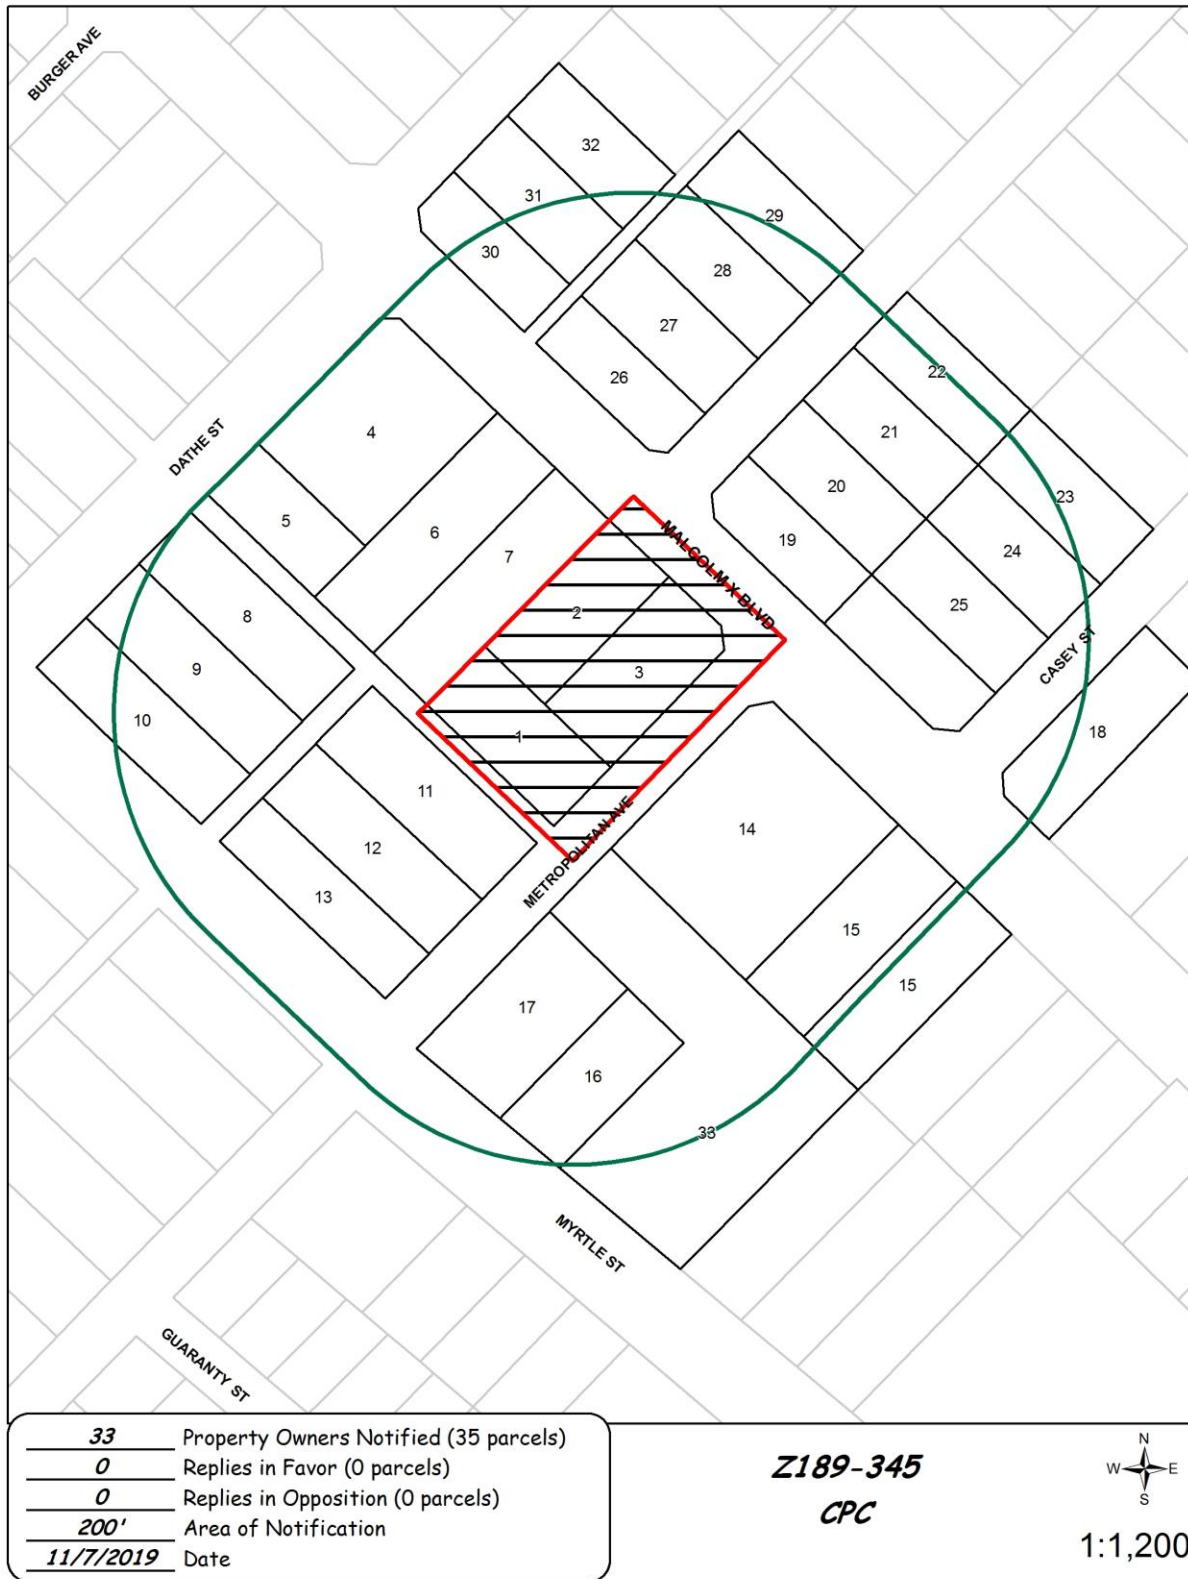 BURGER AVE
32
31
29
30
28
27
26
22
4
21
23
DATHE ST
20
5
6
19
24
7
MALCOLM X BLVD
25
2
8
CASEY ST
9
3
10
1
18
11
14
12
METROPOLITAN AVE
13
15
15
17
16
33
MYRTLE ST
GUARANTY ST
33 Property Owners Notified (35 parcels)
0 Replies in Favor (0 parcels)
0 Replies in Opposition (0 parcels)
200' Area of Notification
11/7/2019 Date
Z189-345
CPC
N
W E
S
1:1,200